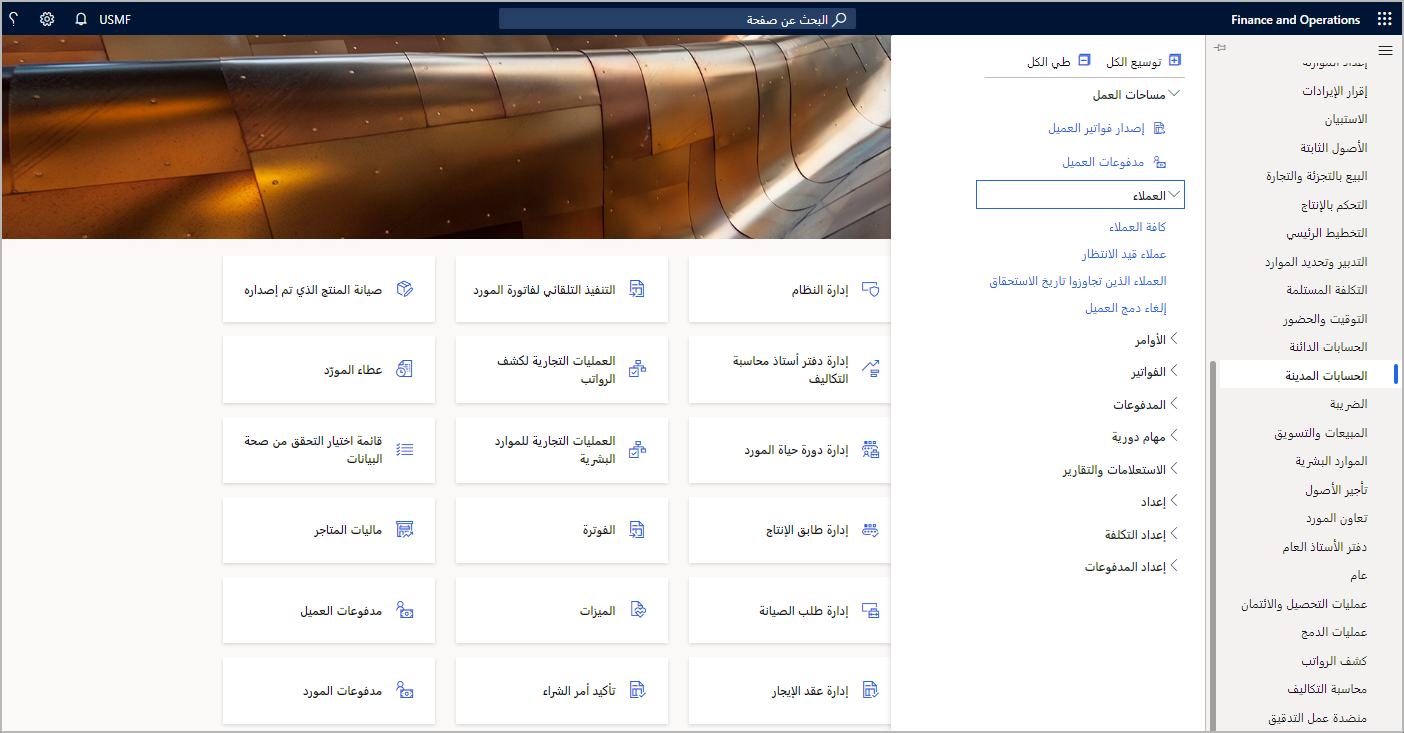 Finance and Operations
البحث عن صفحة
USMF
إقرار الإيرادات
الاستبيان
الأصول الثابتة
البيع بالتجزئة والتجارة
التحكم بالإنتاج
التخطيط الرئيسي
التدبير وتحديد الموارد
التكلفة المستلمة
التوقيت والحضور
الحسابات الدائنة
الحسابات المدينة
الضريبة
المبيعات والتسويق
الموارد البشرية
تأجير الأصول
تعاون المورد
دفتر الأستاذ العام
عام
عمليات التحصيل والائتمان
عمليات الدمج
كشف الرواتب
محاسبة التكاليف
منضدة عمل التدقيق
توسيع الكل
طي الكل
مساحات العمل
إصدار فواتير العميل
مدفوعات العميل
العملاء
كافة العملاء
عملاء قيد الانتظار
العملاء الذين تجاوزوا تاريخ الاستحقاق
إلغاء دمج العميل
الأوامر
الفواتير
المدفوعات
مهام دورية
الاستعلامات والتقارير
إعداد
إعداد التكلفة
إعداد المدفوعات
إدارة النظام
التنفيذ التلقائي لفاتورة المورد
صيانة المنتج الذي تم إصداره
إدارة دفتر أستاذ محاسبة
التكاليف
العمليات التجارية لكشف
الرواتب
عطاء المورّد
إدارة دورة حياة المورد
العمليات التجارية للموارد
البشرية
قائمة اختيار التحقق من صحة
البيانات
إدارة طابق الإنتاج
الفوترة
ماليات المتاجر
إدارة طلب الصيانة
الميزات
مدفوعات العميل
إدارة عقد الإيجار
تأكيد أمر الشراء
مدفوعات المورد